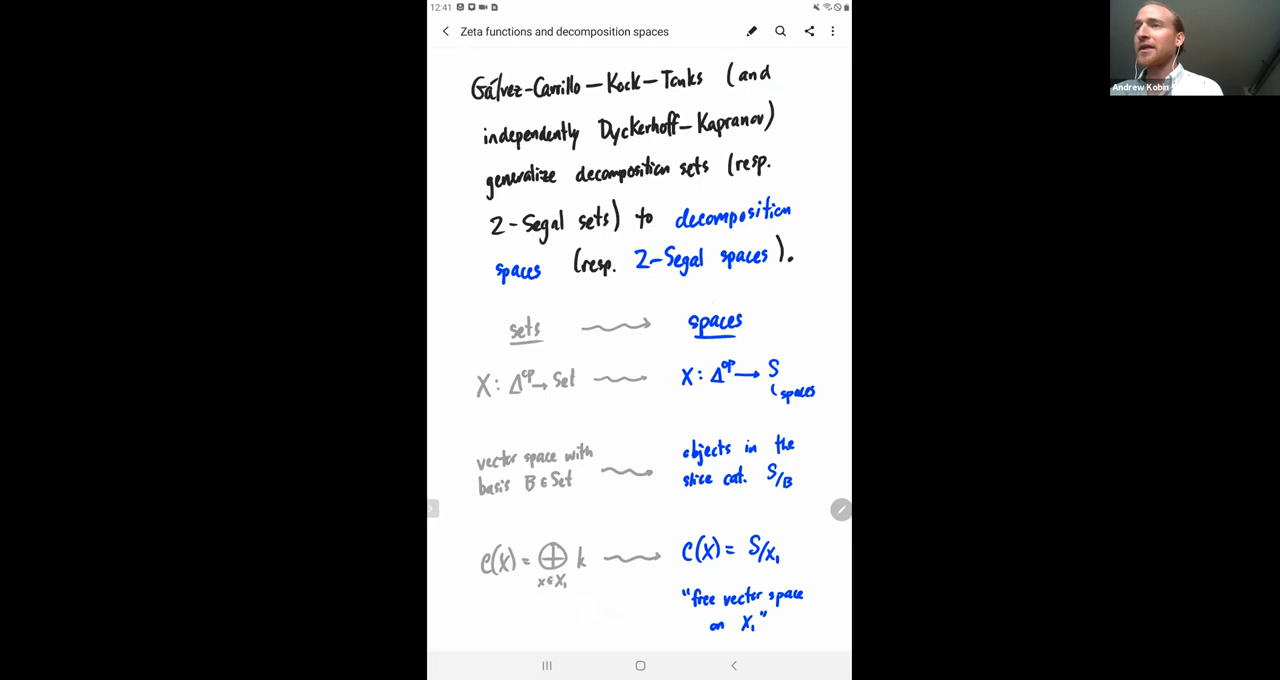 12:41
Zeta functions and decomposition spaces
Andrew Kobin
Gálvez-Carrillo – Kock – Tonks (and
independently Dyckerhoff – Kapranov)
generalize decomposition sets (resp.
2-Segal sets) to decomposition
spaces (resp. 2-Segal spaces).
sets ⟿ spaces
X: Δ^op → Set ⟿ X: Δ^op → S
spaces
vector space with
basis B ∈ Set ⟿ objects in the
slice cat. S/B
C(X) = ⊕_{x∈X₁} k ⟿ C(X) = S/X₁
"free vector space
on X₁"